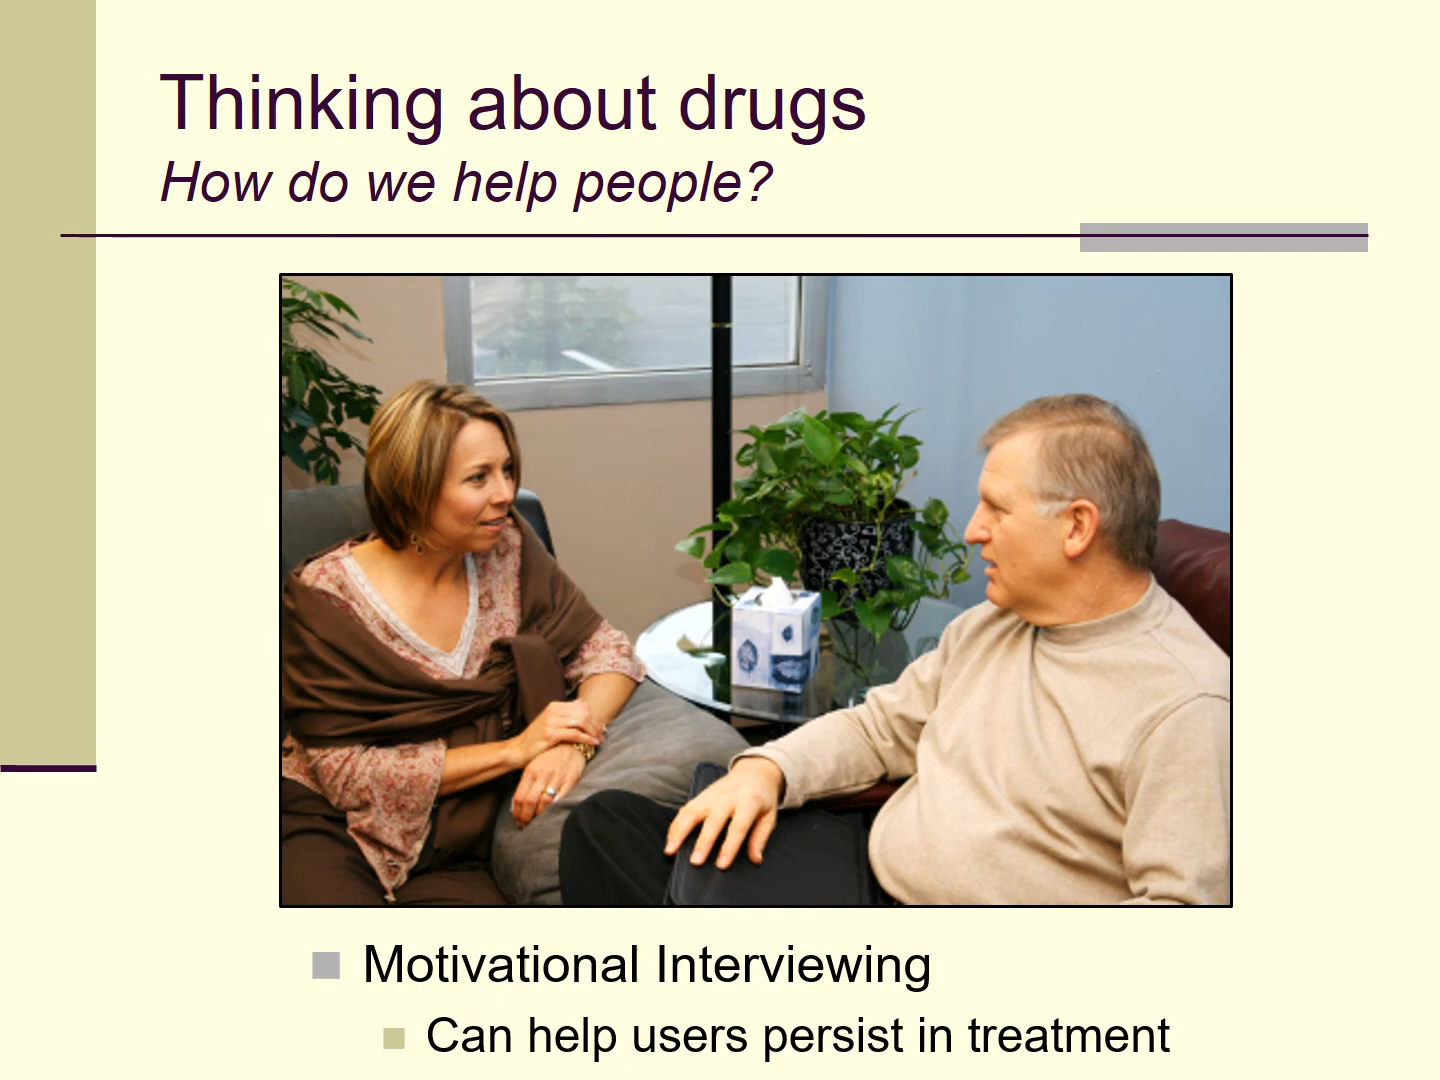 Thinking about drugs
How do we help people?
Motivational Interviewing
Can help users persist in treatment